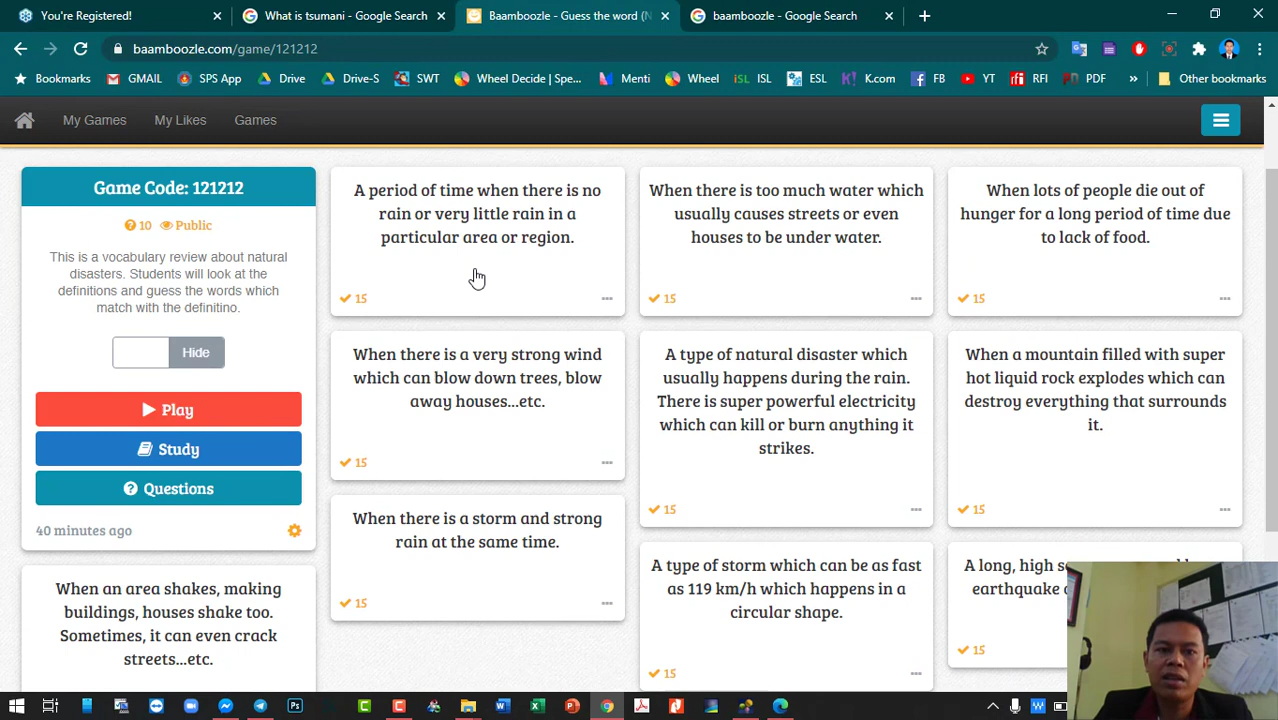 You're Registered!
What is tsumani - Google Search
Baamboozle - Guess the word (N
baamboozle - Google Search
baamboozle.com/game/121212
Bookmarks
GMAIL
SPS App
Drive
Drive-S
SWT
Wheel Decide | Spe...
Menti
Wheel
iSL ISL
ESL
K.com
FB
YT
RFI
PDF
Other bookmarks
My Games
My Likes
Games
Game Code: 121212
10 Public
This is a vocabulary review about natural
disasters. Students will look at the
definitions and guess the words which
match with the definitino.
Hide
Play
Study
Questions
40 minutes ago
When an area shakes, making
buildings, houses shake too.
Sometimes, it can even crack
streets...etc.
A period of time when there is no
rain or very little rain in a
particular area or region.
15
When there is a very strong wind
which can blow down trees, blow
away houses...etc.
15
When there is a storm and strong
rain at the same time.
15
When there is too much water which
usually causes streets or even
houses to be under water.
15
A type of natural disaster which
usually happens during the rain.
There is super powerful electricity
which can kill or burn anything it
strikes.
15
A type of storm which can be as fast
as 119 km/h which happens in a
circular shape.
15
When lots of people die out of
hunger for a long period of time due
to lack of food.
15
When a mountain filled with super
hot liquid rock explodes which can
destroy everything that surrounds
it.
15
A long, high
earthquake
15